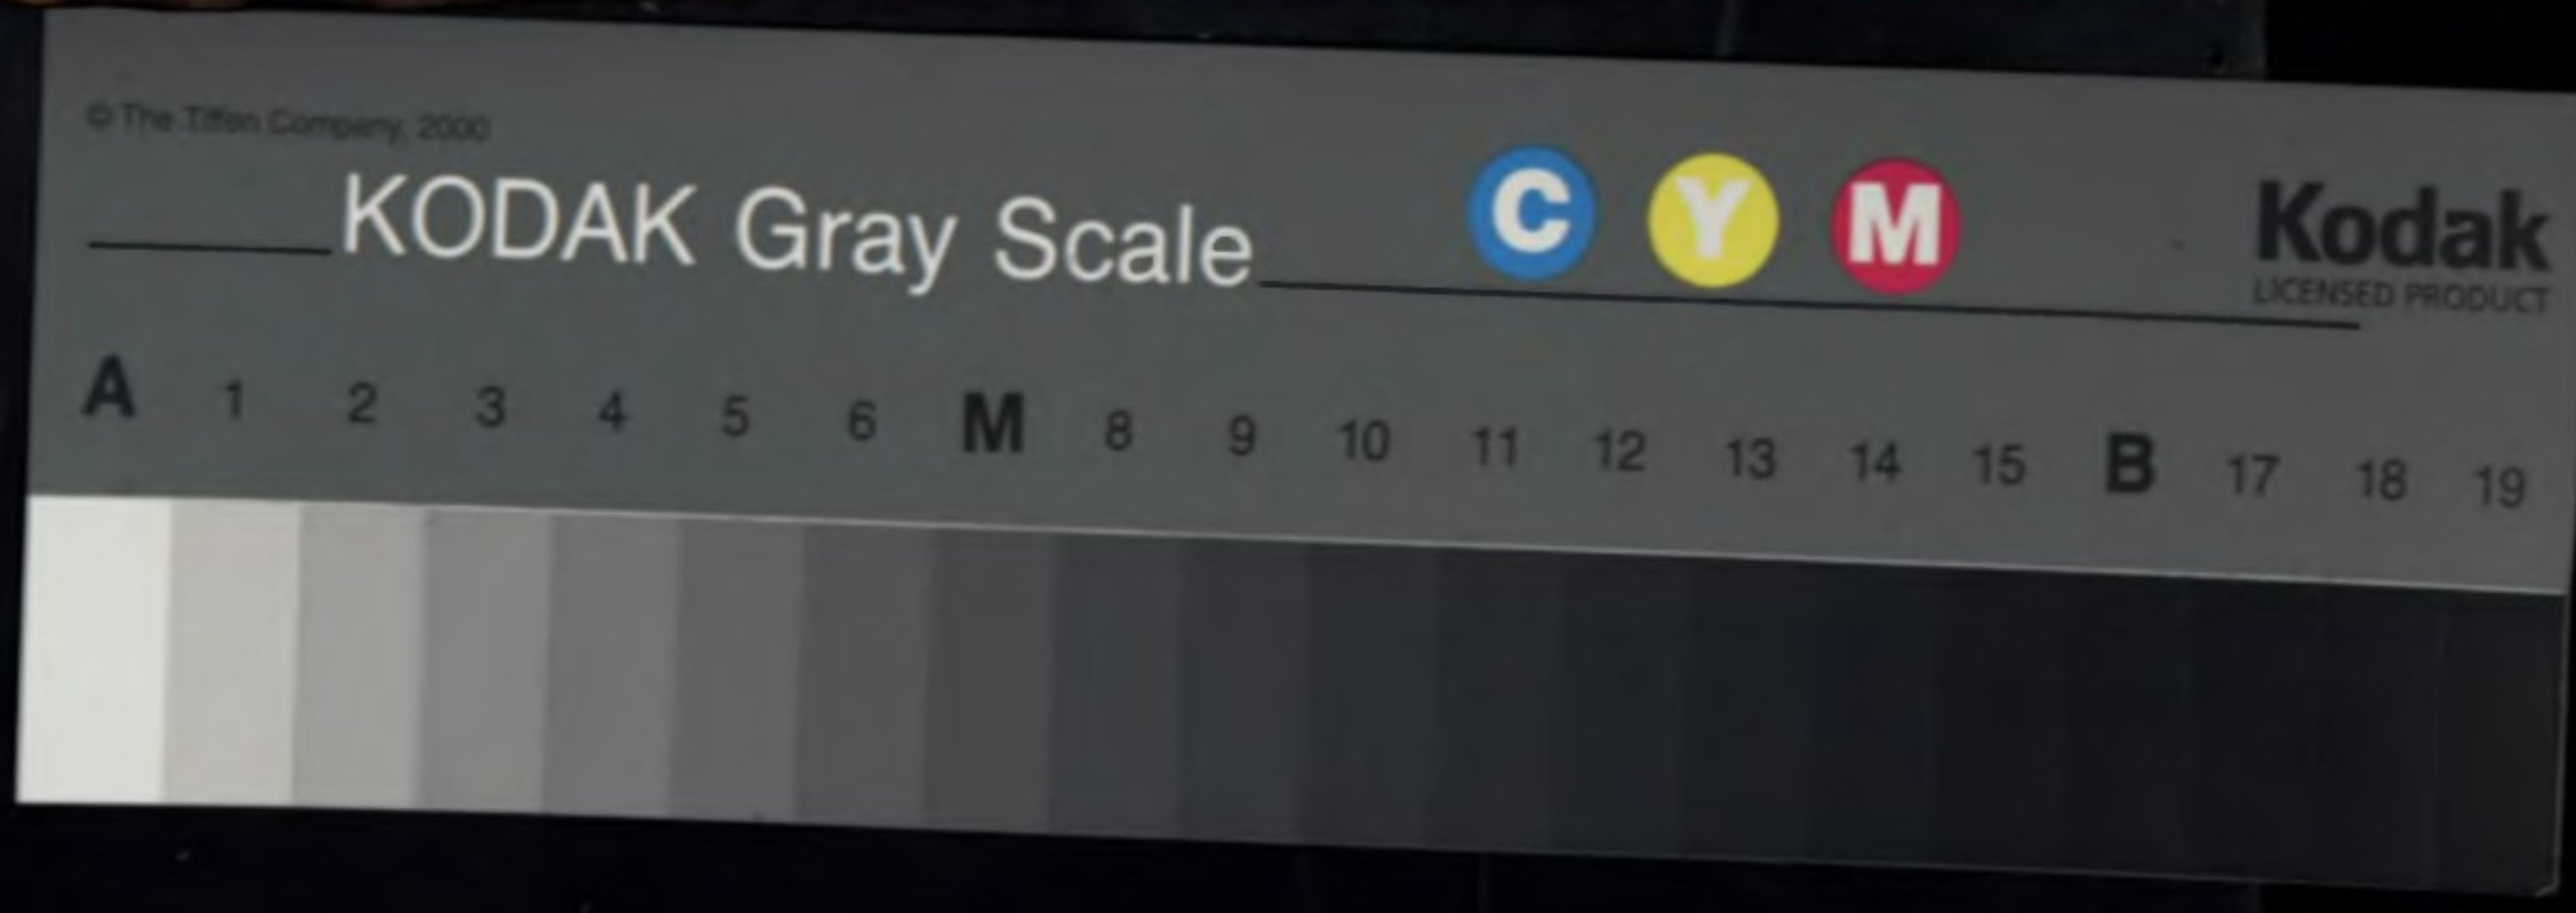 © The Tiffen Company, 2000
KODAK Gray Scale
C Y M
Kodak
LICENSED PRODUCT
A 1 2 3 4 5 6 M 8 9 10 11 12 13 14 15 B 17 18 19